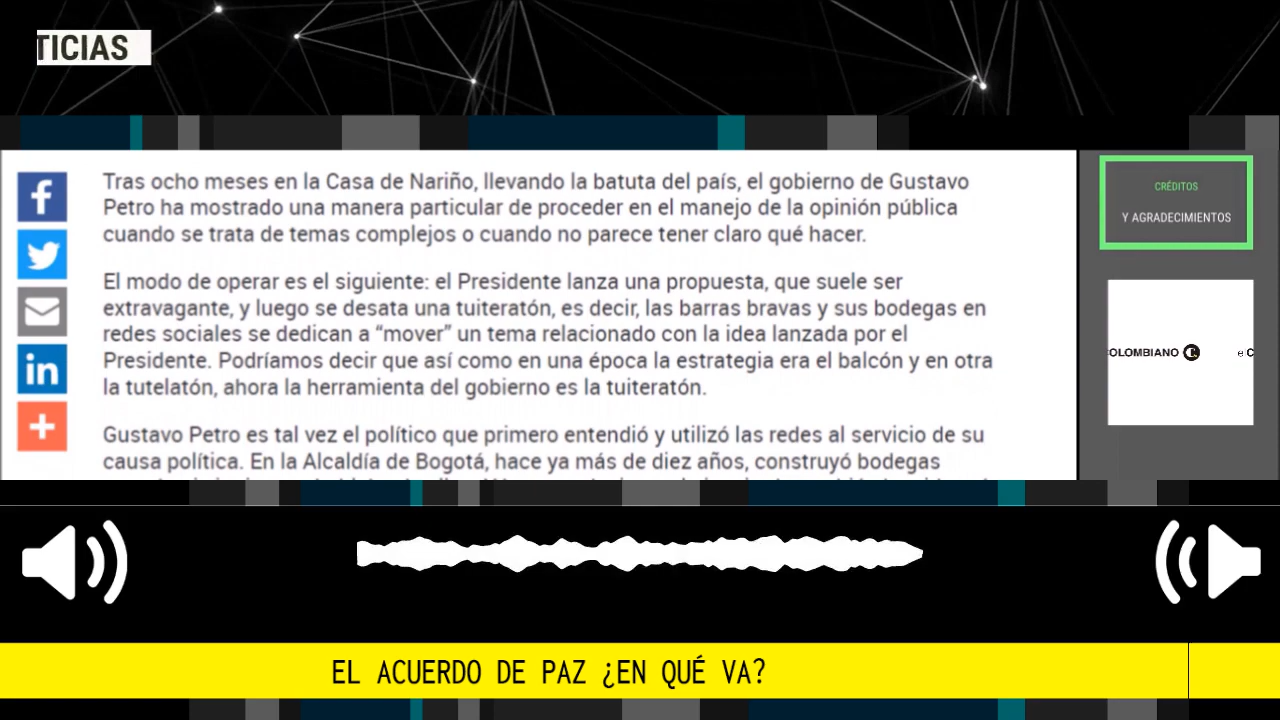 TICIAS
Tras ocho meses en la Casa de Nariño, llevando la batuta del país, el gobierno de Gustavo
Petro ha mostrado una manera particular de proceder en el manejo de la opinión pública
cuando se trata de temas complejos o cuando no parece tener claro qué hacer.
El modo de operar es el siguiente: el Presidente lanza una propuesta, que suele ser
extravagante, y luego se desata una tuiteratón, es decir, las barras bravas y sus bodegas en
redes sociales se dedican a “mover” un tema relacionado con la idea lanzada por el
Presidente. Podríamos decir que así como en una época la estrategia era el balcón y en otra
la tutelatón, ahora la herramienta del gobierno es la tuiteratón.
Gustavo Petro es tal vez el político que primero entendió y utilizó las redes al servicio de su
causa política. En la Alcaldía de Bogotá, hace ya más de diez años, construyó bodegas
CRÉDITOS
Y AGRADECIMIENTOS
OLOMBIANO C e C
EL ACUERDO DE PAZ ¿EN QUÉ VA?